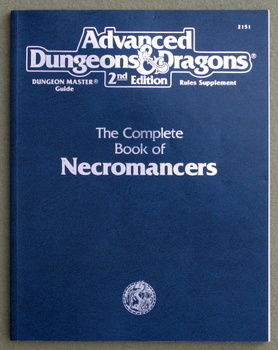 2151
Advanced
Dungeons & Dragons®
2nd Edition
DUNGEON MASTER® Rules Supplement
Guide
The Complete
Book of
Necromancers